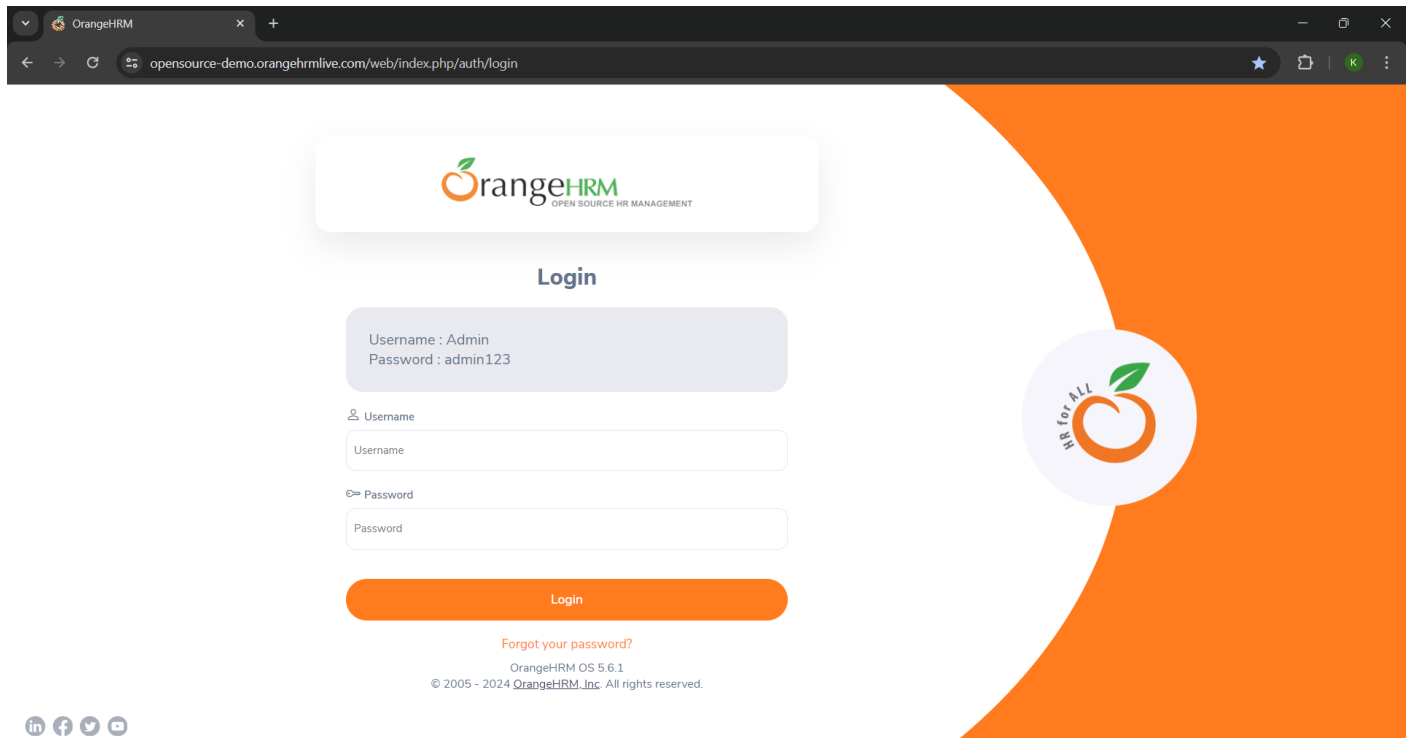 OrangeHRM
opensource-demo.orangehrmlive.com/web/index.php/auth/login
K
OrangeHRM
OPEN SOURCE HR MANAGEMENT
Login
Username : Admin
Password : admin123
Username
Username
Password
Password
Login
Forgot your password?
OrangeHRM OS 5.6.1
© 2005 - 2024 OrangeHRM, Inc. All rights reserved.
HR for ALL